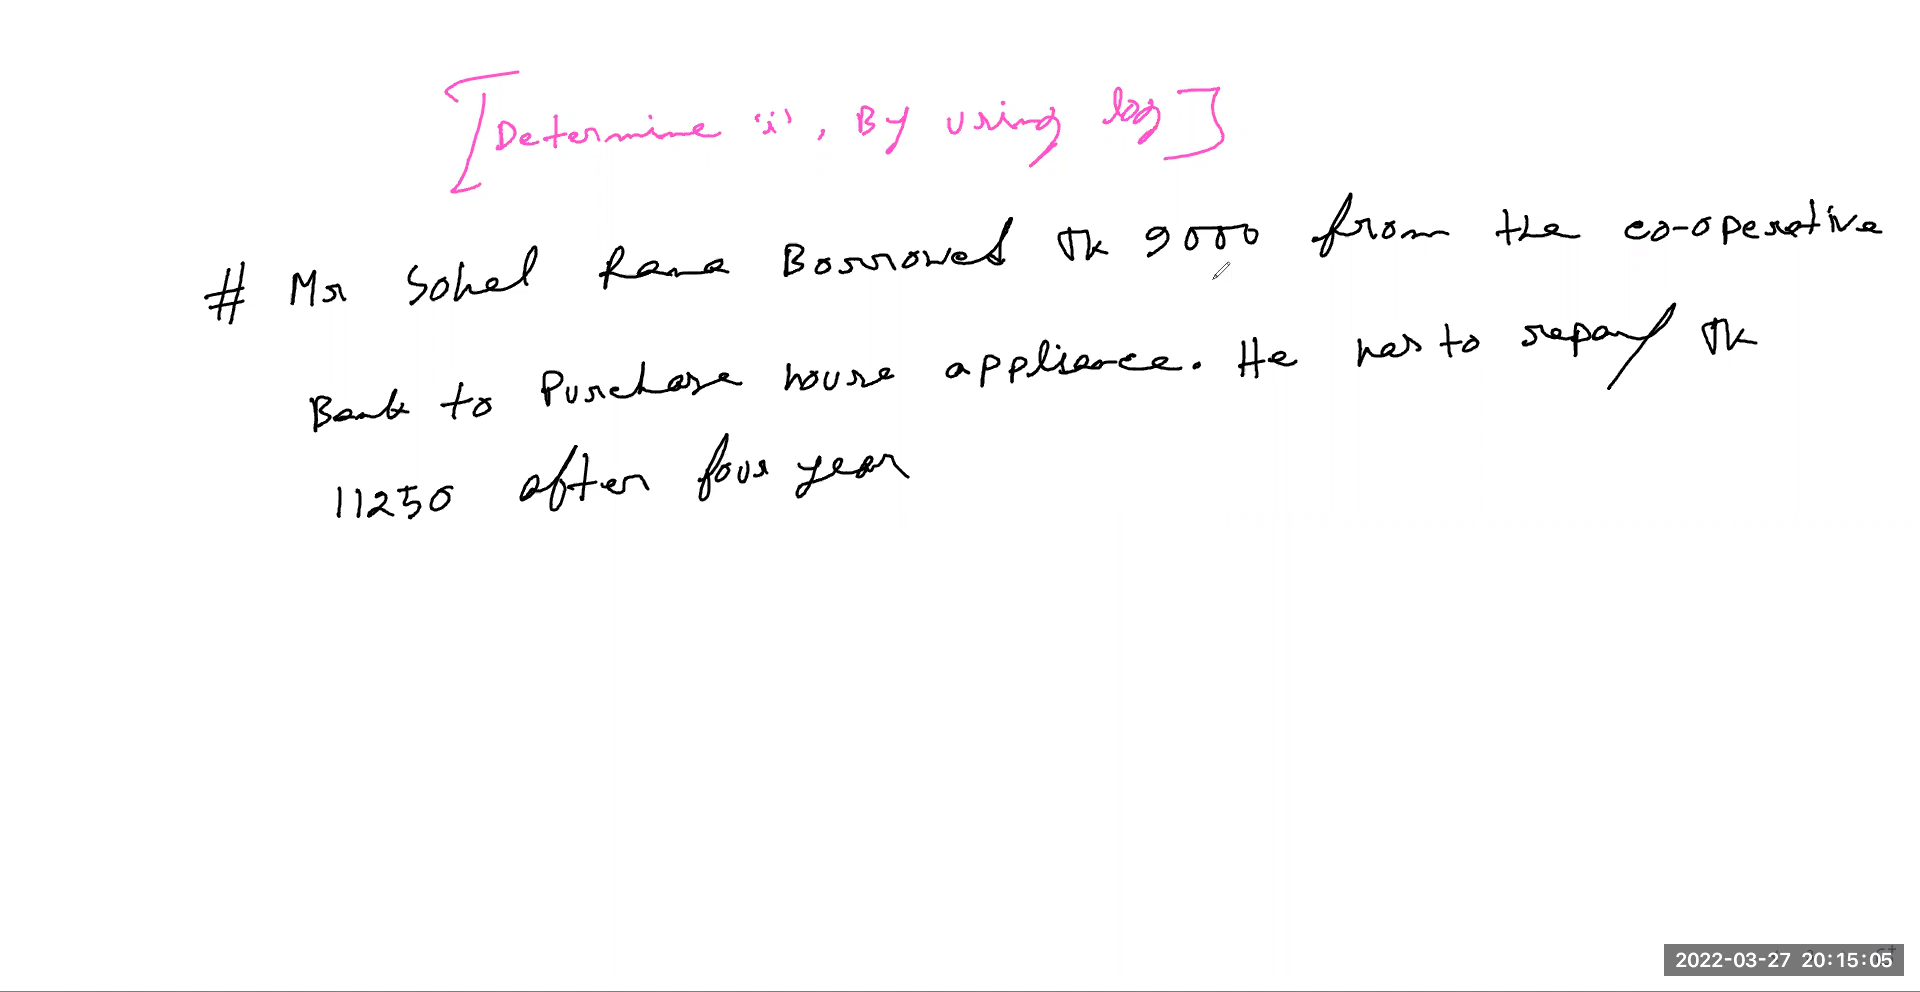 [Determine 'i', By using log]
# Mr Sohel Rana Borrowed Tk 9000 from the co-operative
Bank to Purchase house appliance. He has to repay Tk
11250 after four year
2022-03-27 20:15:05